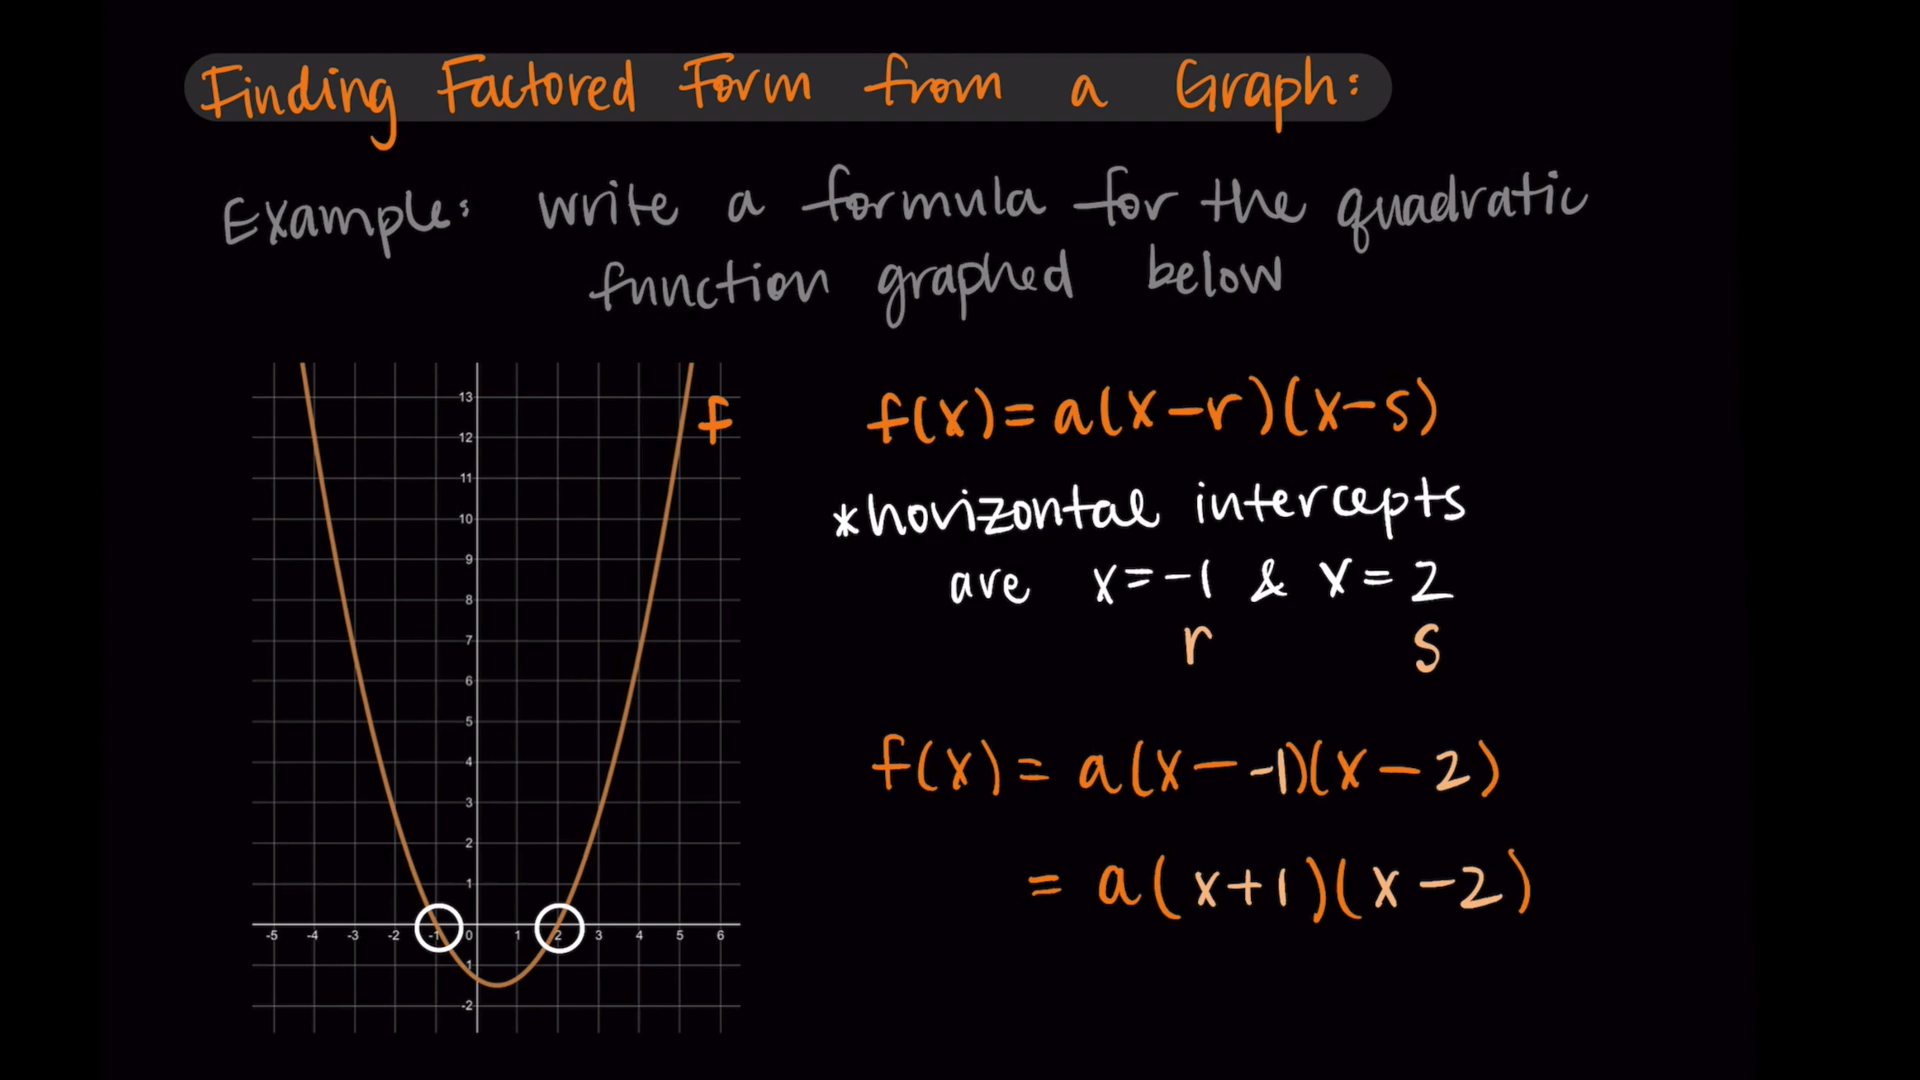 Finding Factored Form from a Graph:
Example: write a formula for the quadratic
function graphed below
13
12
11
10
9
8
7
6
5
4
3
2
1
-5 -4 -3 -2 -1 0 1 2 3 4 5 6
-1
-2
f
f(x)=a(x-r)(x-s)
*horizontal intercepts
are x=-1 & x=2
r s
f(x)= a(x--1)(x-2)
= a(x+1)(x-2)